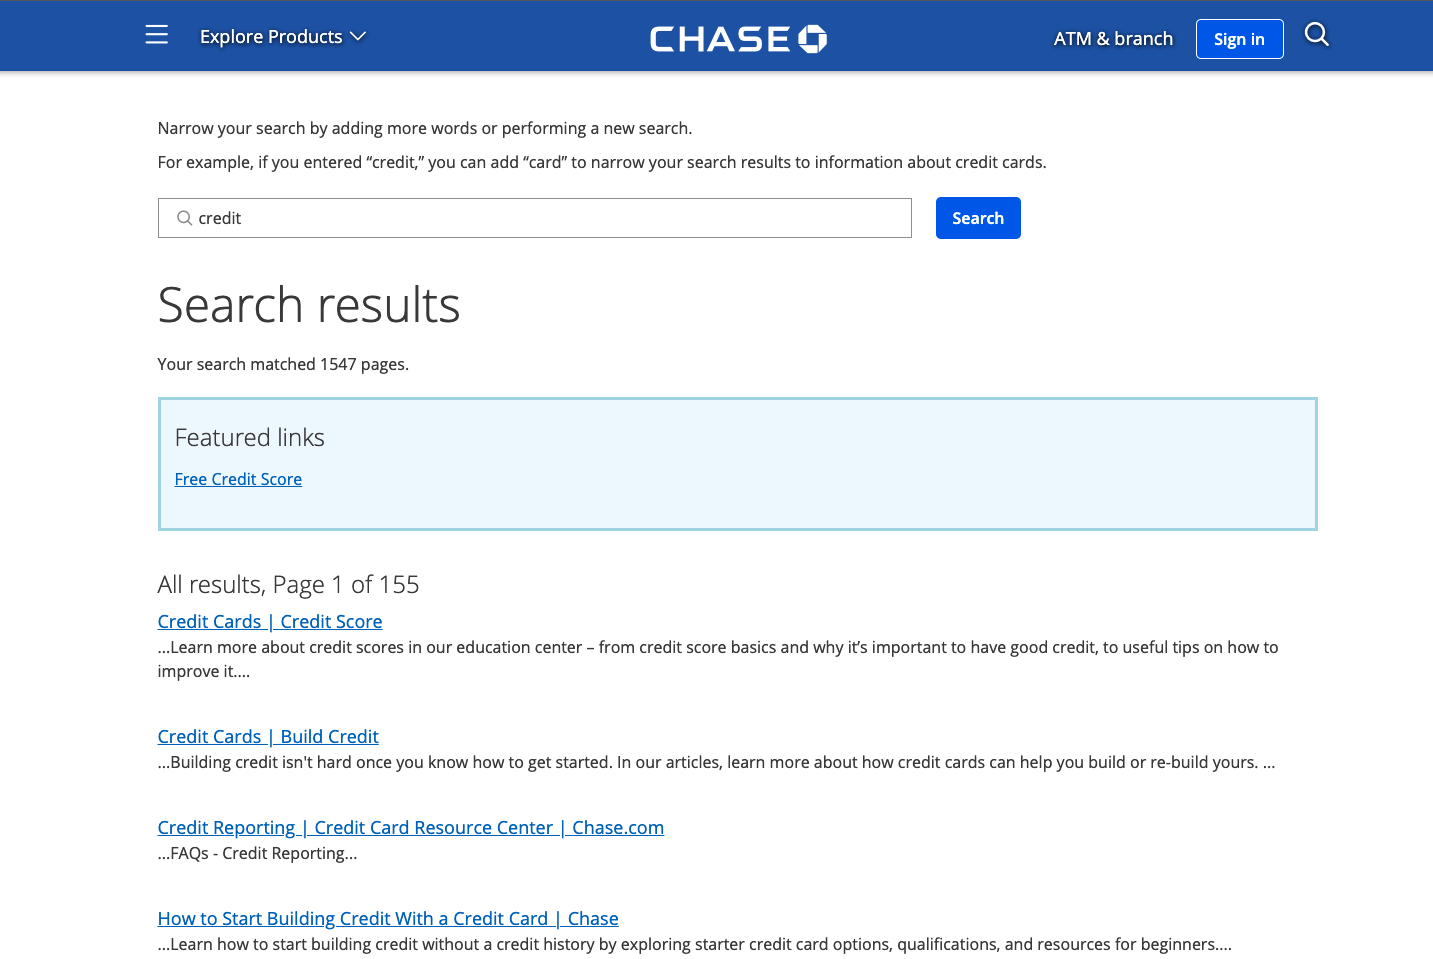 Explore Products
CHASE
ATM & branch
Sign in
Narrow your search by adding more words or performing a new search.
For example, if you entered “credit,” you can add “card” to narrow your search results to information about credit cards.
credit
Search
Search results
Your search matched 1547 pages.
Featured links
Free Credit Score
All results, Page 1 of 155
Credit Cards | Credit Score
...Learn more about credit scores in our education center – from credit score basics and why it’s important to have good credit, to useful tips on how to
improve it....
Credit Cards | Build Credit
...Building credit isn't hard once you know how to get started. In our articles, learn more about how credit cards can help you build or re-build yours. ...
Credit Reporting | Credit Card Resource Center | Chase.com
...FAQs - Credit Reporting...
How to Start Building Credit With a Credit Card | Chase
...Learn how to start building credit without a credit history by exploring starter credit card options, qualifications, and resources for beginners....